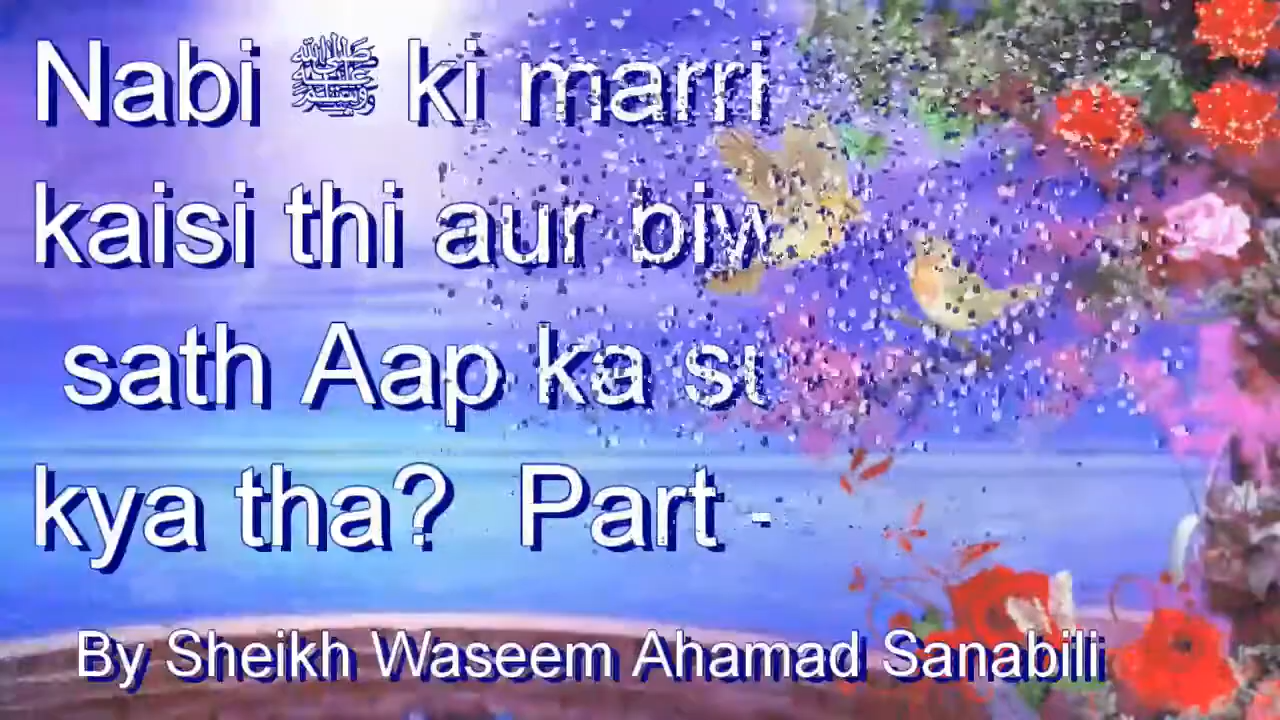 Nabi ﷺ ki marri
kaisi thi aur biw
sath Aap ka su
kya tha? Part -
By Sheikh Waseem Ahamad Sanabili